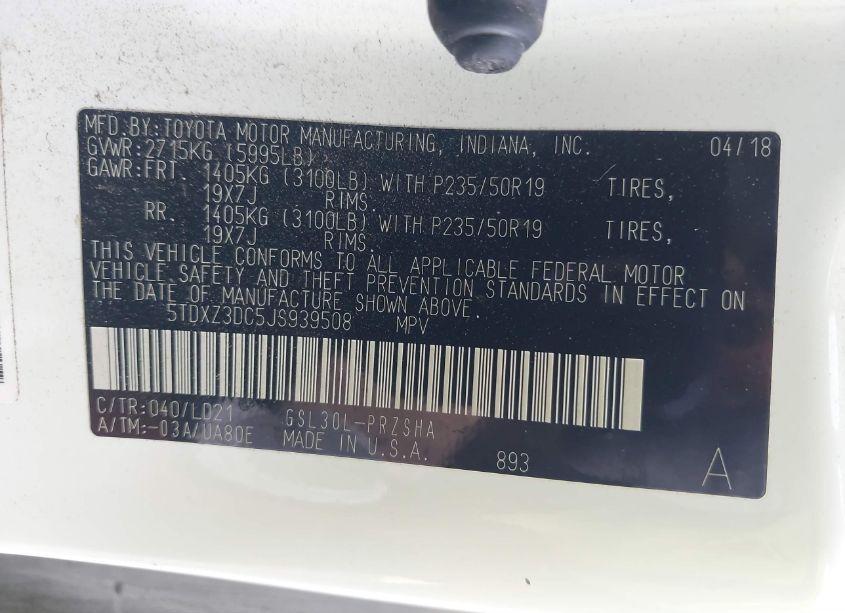 MFD.BY:TOYOTA MOTOR MANUFACTURING, INDIANA, INC. 04/18
GVWR:2715KG (5995LB)
GAWR:FRT. 1405KG (3100LB) WITH P235/50R19 TIRES,
19X7J RIMS.
RR. 1405KG (3100LB) WITH P235/50R19 TIRES,
19X7J RIMS.
THIS VEHICLE CONFORMS TO ALL APPLICABLE FEDERAL MOTOR
VEHICLE SAFETY AND THEFT PREVENTION STANDARDS IN EFFECT ON
THE DATE OF MANUFACTURE SHOWN ABOVE.
5TDXZ3DC5JS939508 MPV
C/TR:040/LD21 GSL30L-PRZSHA
A/TM:-03A/UA80E MADE IN U.S.A. 893 A